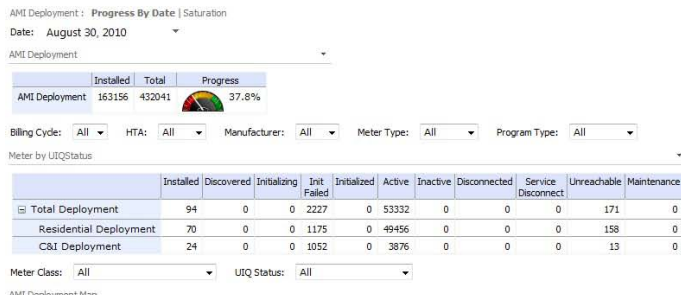 AMI Deployment : Progress By Date | Saturation
Date: August 30, 2010
AMI Deployment
Installed Total Progress
AMI Deployment 163156 432041 37.8%
Billing Cycle: All HTA: All Manufacturer: All Meter Type: All Program Type: All
Meter by UIQStatus
Installed Discovered Initializing Init Failed Initialized Active Inactive Disconnected Service Disconnect Unreachable Maintenance
Total Deployment 94 0 0 2227 0 53332 0 0 0 171 0
Residential Deployment 70 0 0 1175 0 49456 0 0 0 158 0
C&I Deployment 24 0 0 1052 0 3876 0 0 0 13 0
Meter Class: All UIQ Status: All
AMI Deployment Map